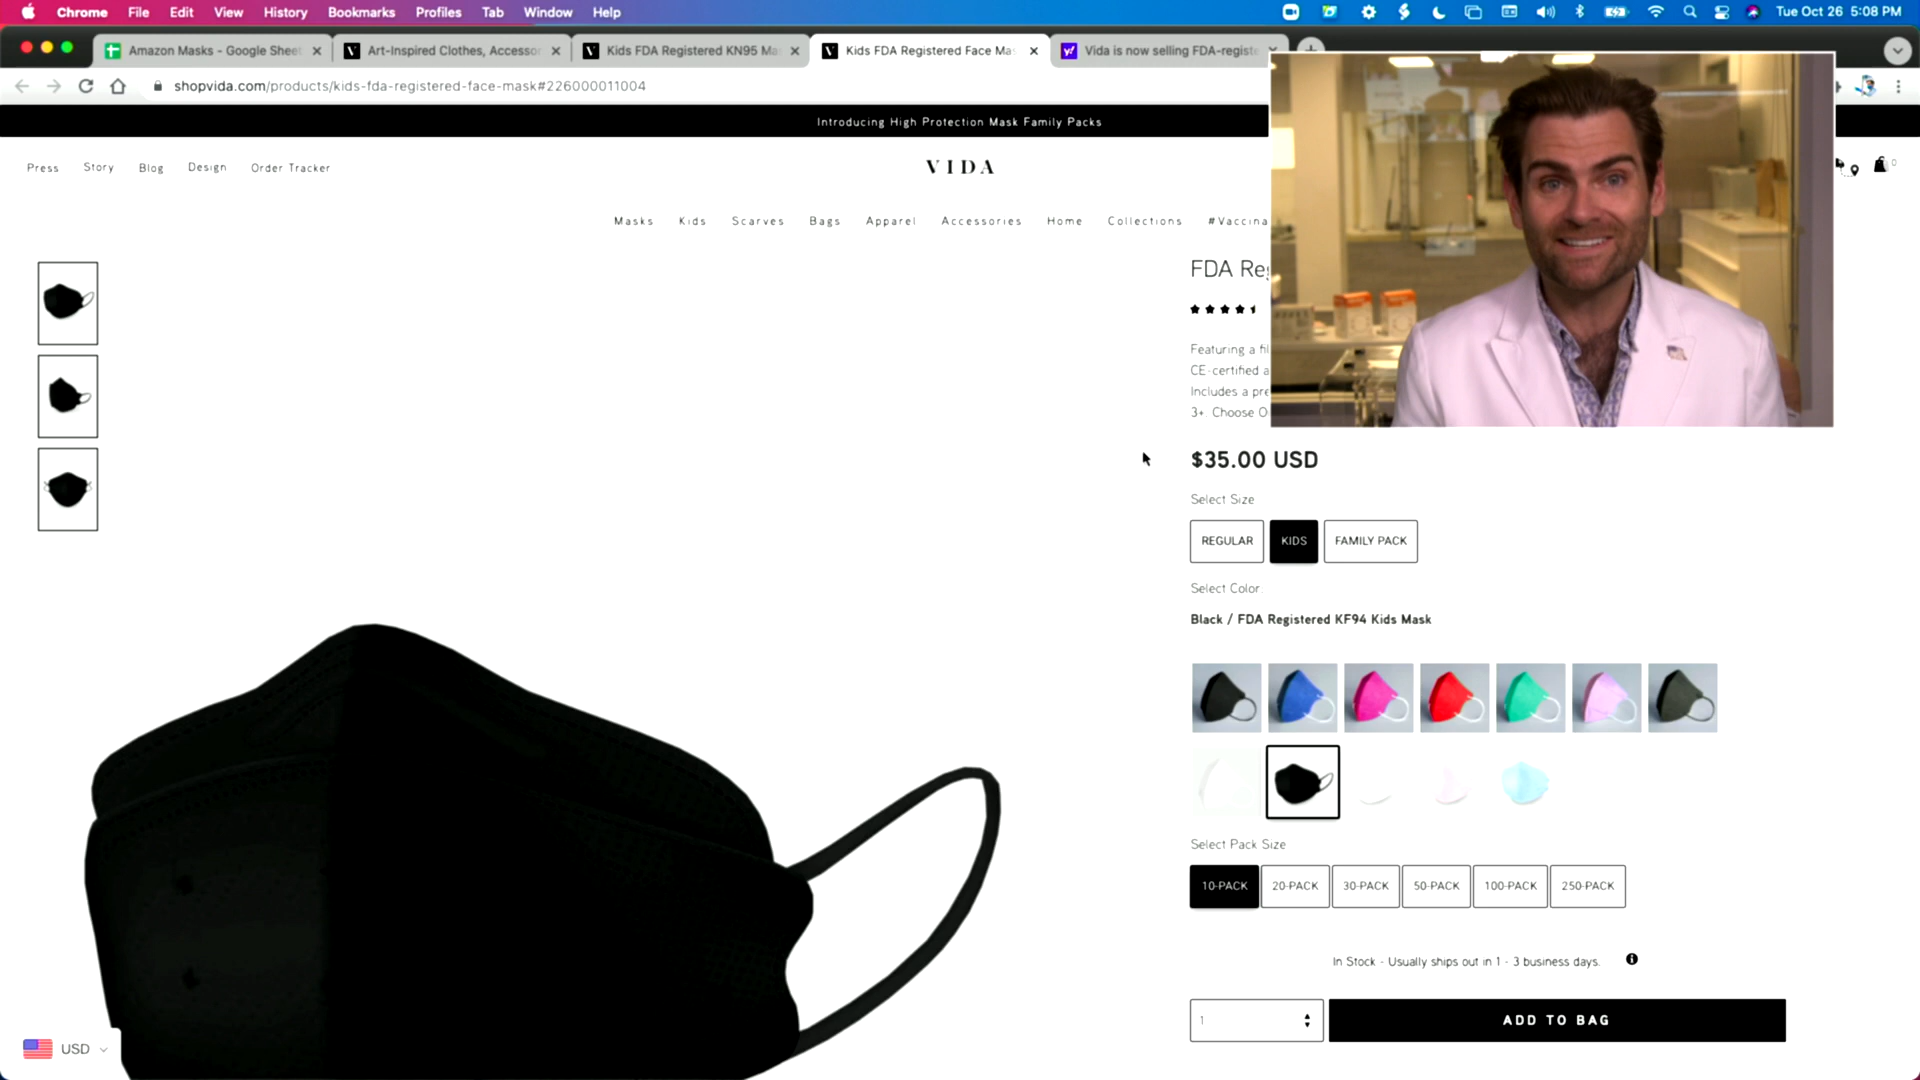 Chrome File Edit View History Bookmarks Profiles Tab Window Help
Tue Oct 26 5:08 PM
Amazon Masks - Google Sheet
Art-Inspired Clothes, Accessor
Kids FDA Registered KN95 Ma
Kids FDA Registered Face Ma
Vida is now selling FDA-registe
shopvida.com/products/kids-fda-registered-face-mask#226000011004
Introducing High Protection Mask Family Packs
Press Story Blog Design Order Tracker
VIDA
0
Masks Kids Scarves Bags Apparel Accessories Home Collections #Vaccina
FDA Reg
Featuring a fil
CE-certified a
Includes a pre
3+. Choose O
$35.00 USD
Select Size
REGULAR KIDS FAMILY PACK
Select Color:
Black / FDA Registered KF94 Kids Mask
Select Pack Size
10-PACK 20-PACK 30-PACK 50-PACK 100-PACK 250-PACK
In Stock - Usually ships out in 1 - 3 business days.
1
ADD TO BAG
USD